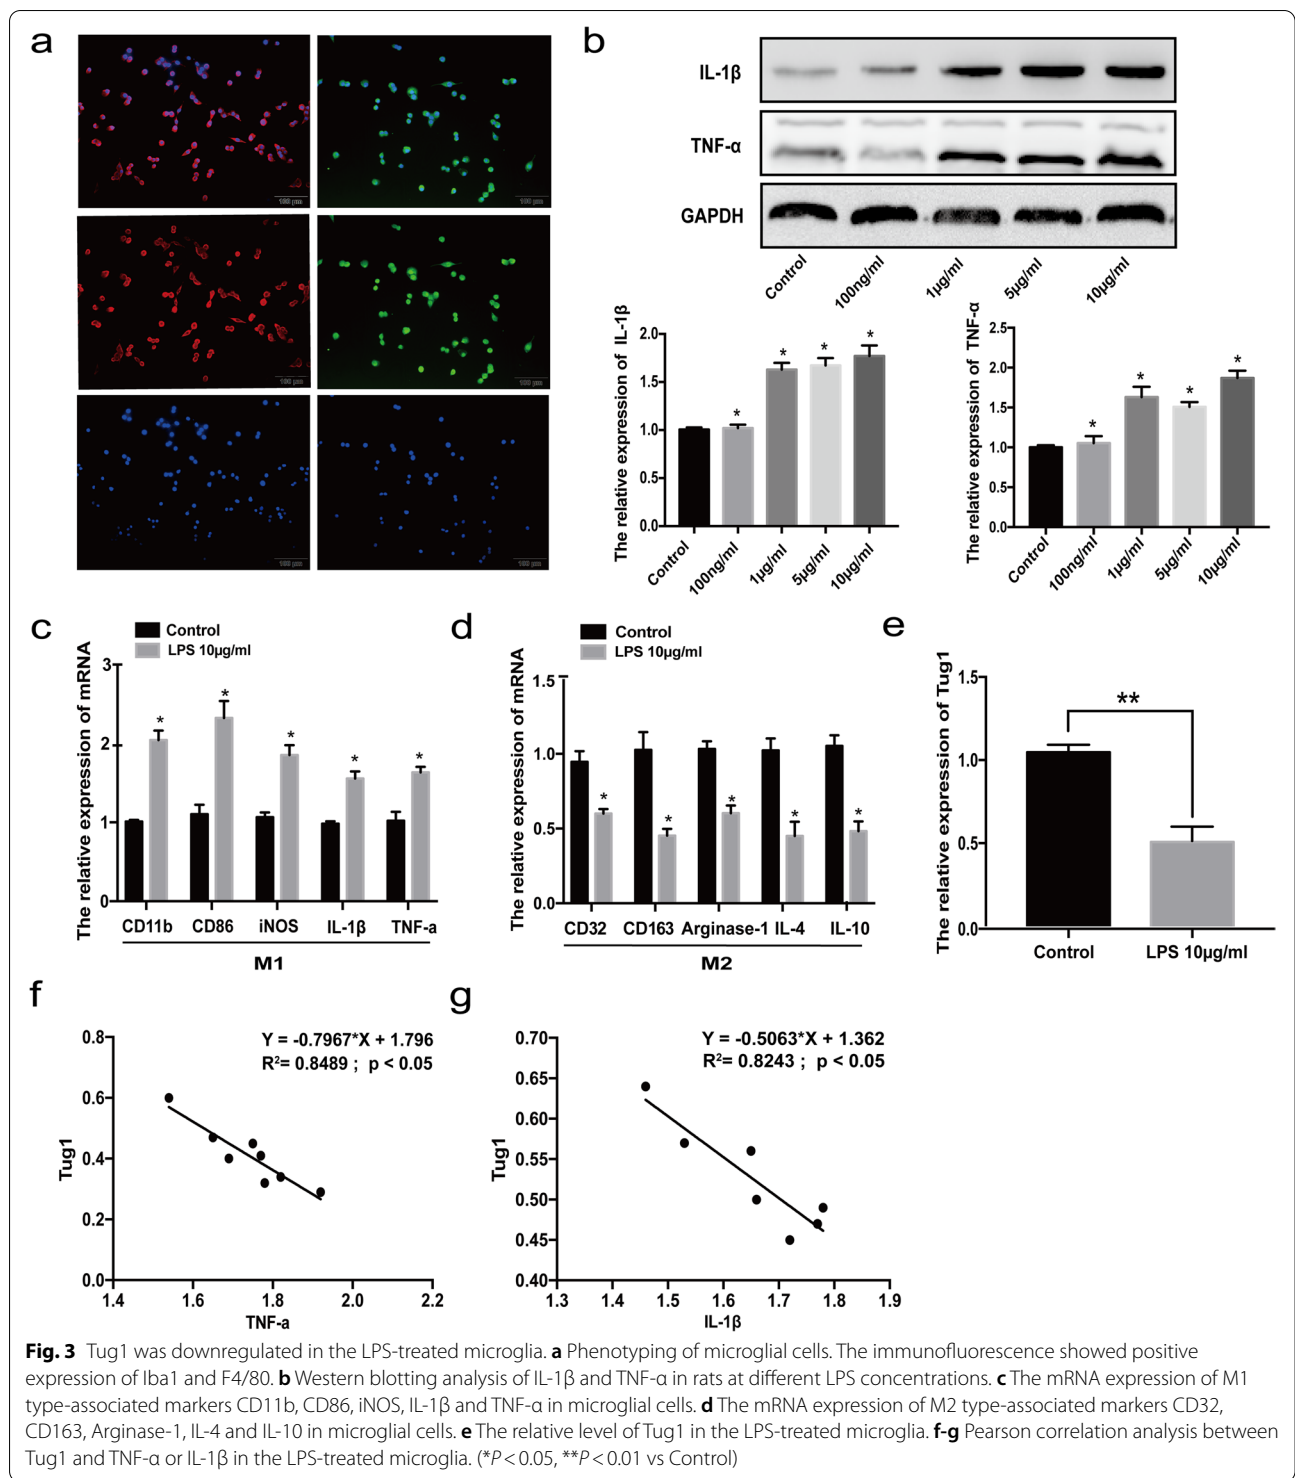 a
100 μm
100 μm
100 μm
100 μm
100 μm
100 μm
b
IL-1β
TNF-α
GAPDH
Control
100ng/ml
1μg/ml
5μg/ml
10μg/ml
The relative expression of IL-1β
2.0
1.5
1.0
0.5
0.0
* * * *
Control
100ng/ml
1μg/ml
5μg/ml
10μg/ml
The relative expression of TNF-α
2.5
2.0
1.5
1.0
0.5
0.0
* * * *
Control
100ng/ml
1μg/ml
5μg/ml
10μg/ml
c
Control
LPS 10μg/ml
The relative expression of mRNA
3
2
1
0
* * * * *
CD11b CD86 iNOS IL-1β TNF-a
M1
d
Control
LPS 10μg/ml
The relative expression of mRNA
1.5
1.0
0.5
0.0
* * * * *
CD32 CD163 Arginase-1 IL-4 IL-10
M2
e
The relative expression of Tug1
1.5
1.0
0.5
0.0
**
Control LPS 10μg/ml
f
Y = -0.7967*X + 1.796
R²= 0.8489 ; p < 0.05
Tug1
0.8
0.6
0.4
0.2
0.0
1.4 1.6 1.8 2.0 2.2
TNF-a
g
Y = -0.5063*X + 1.362
R²= 0.8243 ; p < 0.05
Tug1
0.70
0.65
0.60
0.55
0.50
0.45
0.40
1.3 1.4 1.5 1.6 1.7 1.8 1.9
IL-1β
Fig. 3 Tug1 was downregulated in the LPS-treated microglia. a Phenotyping of microglial cells. The immunofluorescence showed positive
expression of Iba1 and F4/80. b Western blotting analysis of IL-1β and TNF-α in rats at different LPS concentrations. c The mRNA expression of M1
type-associated markers CD11b, CD86, iNOS, IL-1β and TNF-α in microglial cells. d The mRNA expression of M2 type-associated markers CD32,
CD163, Arginase-1, IL-4 and IL-10 in microglial cells. e The relative level of Tug1 in the LPS-treated microglia. f-g Pearson correlation analysis between
Tug1 and TNF-α or IL-1β in the LPS-treated microglia. (*P < 0.05, **P < 0.01 vs Control)